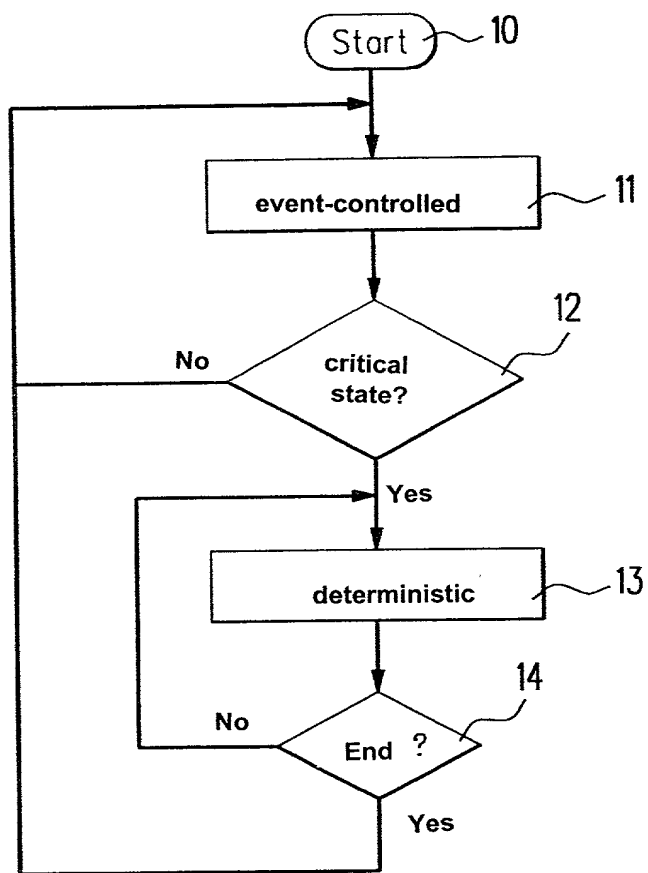 Start 10
event-controlled 11
12
critical
state?
No
Yes
deterministic 13
14
No
End ?
Yes